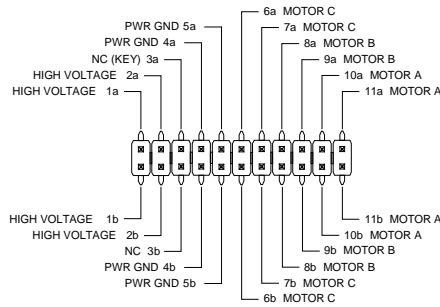 6a MOTOR C
PWR GND 5a
7a MOTOR C
PWR GND 4a
8a MOTOR B
NC (KEY) 3a
9a MOTOR B
HIGH VOLTAGE 2a
10a MOTOR A
HIGH VOLTAGE 1a
11a MOTOR A
HIGH VOLTAGE 1b
11b MOTOR A
HIGH VOLTAGE 2b
10b MOTOR A
NC 3b
9b MOTOR B
PWR GND 4b
8b MOTOR B
PWR GND 5b
7b MOTOR C
6b MOTOR C